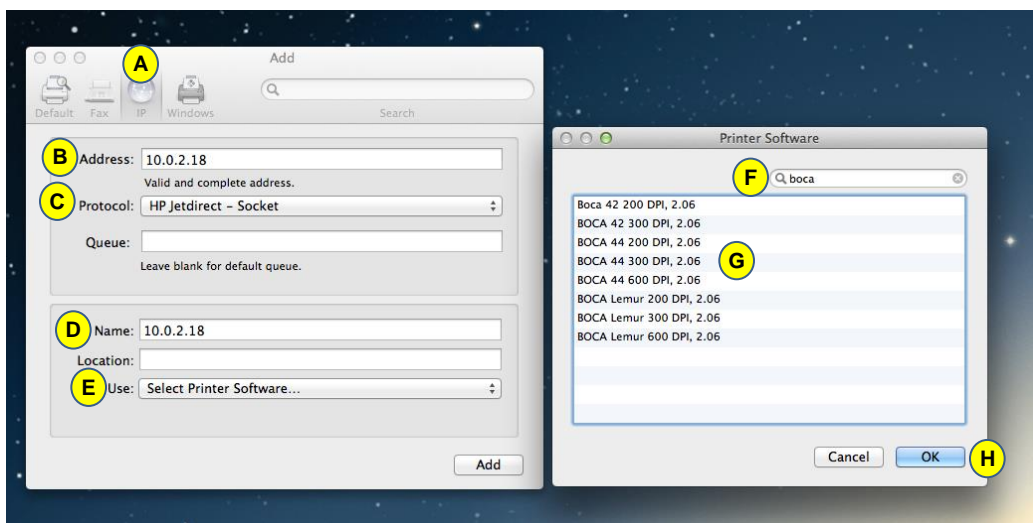 Add
A
Default Fax IP Windows
Search
B Address: 10.0.2.18
Valid and complete address.
C Protocol: HP Jetdirect – Socket
Queue:
Leave blank for default queue.
D Name: 10.0.2.18
Location:
E Use: Select Printer Software...
Add
Printer Software
F boca
Boca 42 200 DPI, 2.06
BOCA 42 300 DPI, 2.06
BOCA 44 200 DPI, 2.06
BOCA 44 300 DPI, 2.06
G
BOCA 44 600 DPI, 2.06
BOCA Lemur 200 DPI, 2.06
BOCA Lemur 300 DPI, 2.06
BOCA Lemur 600 DPI, 2.06
Cancel OK H